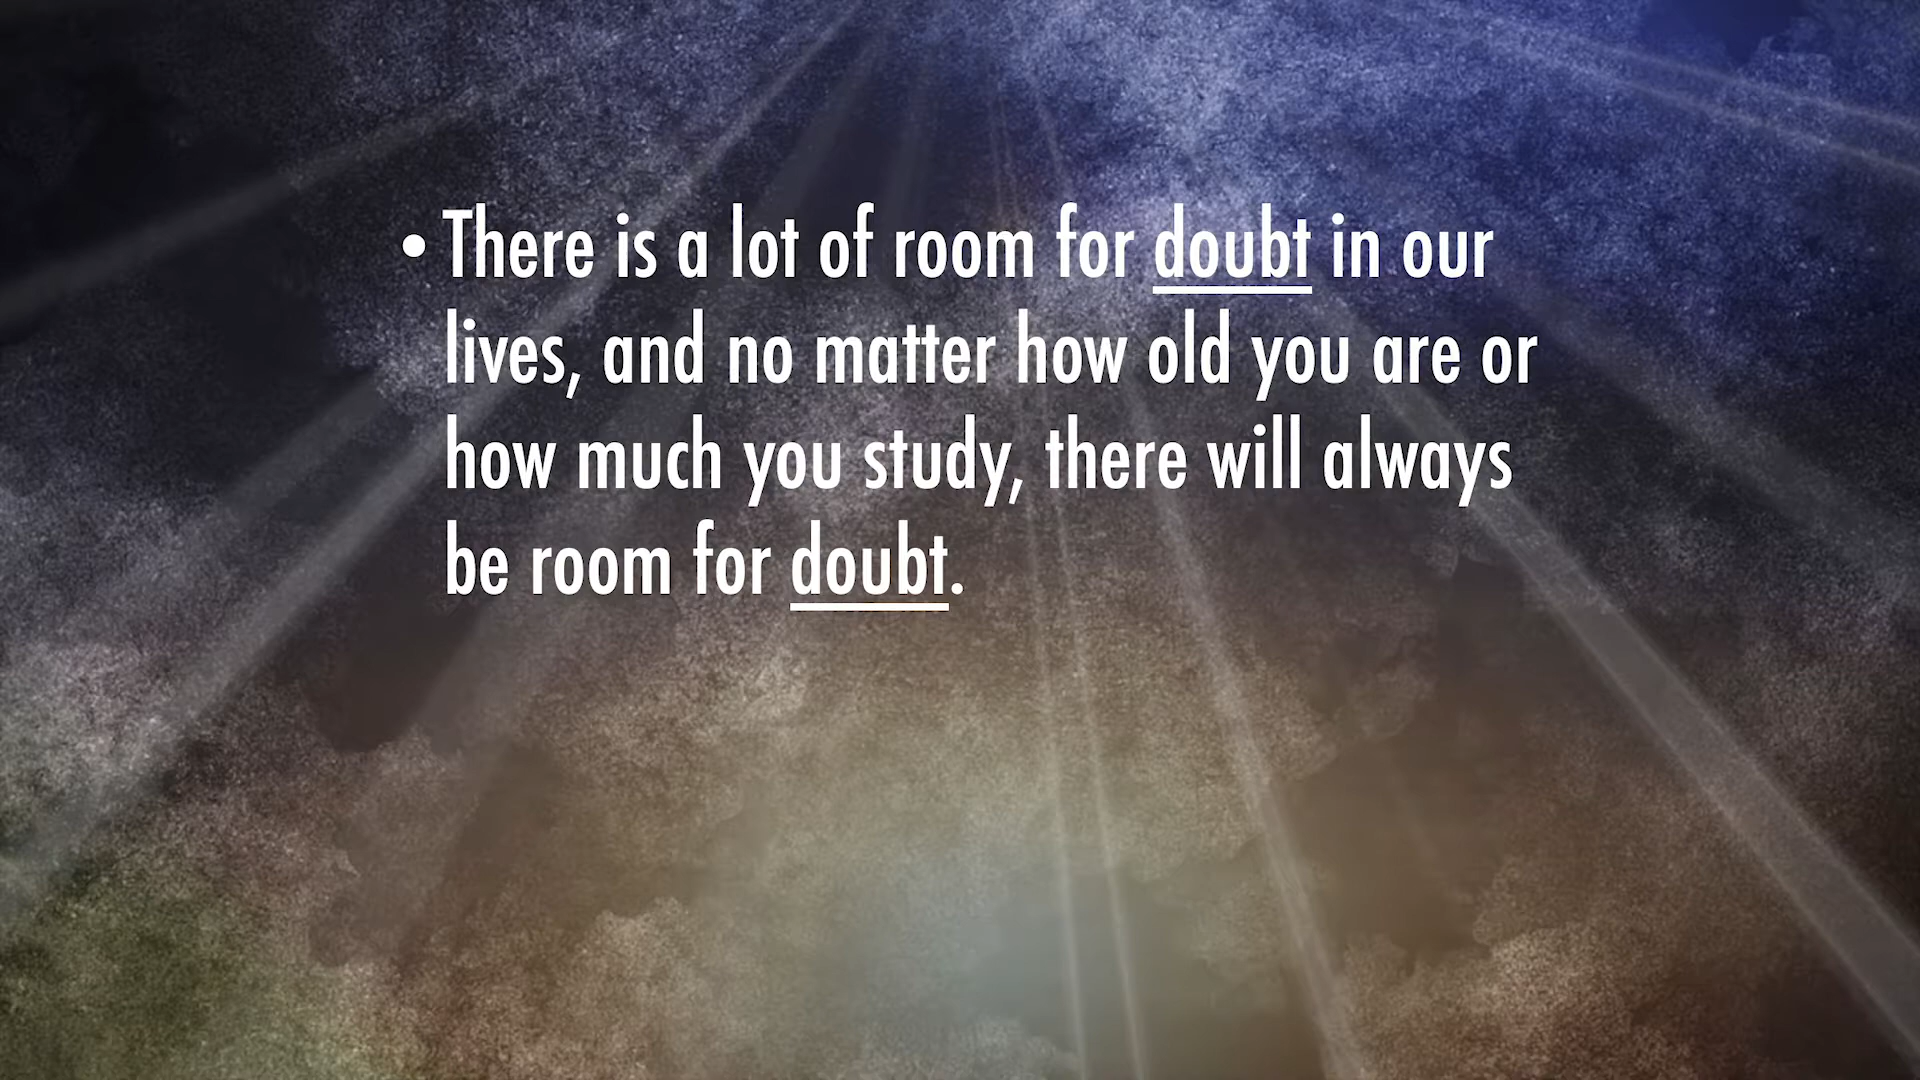 • There is a lot of room for doubt in our
lives, and no matter how old you are or
how much you study, there will always
be room for doubt.